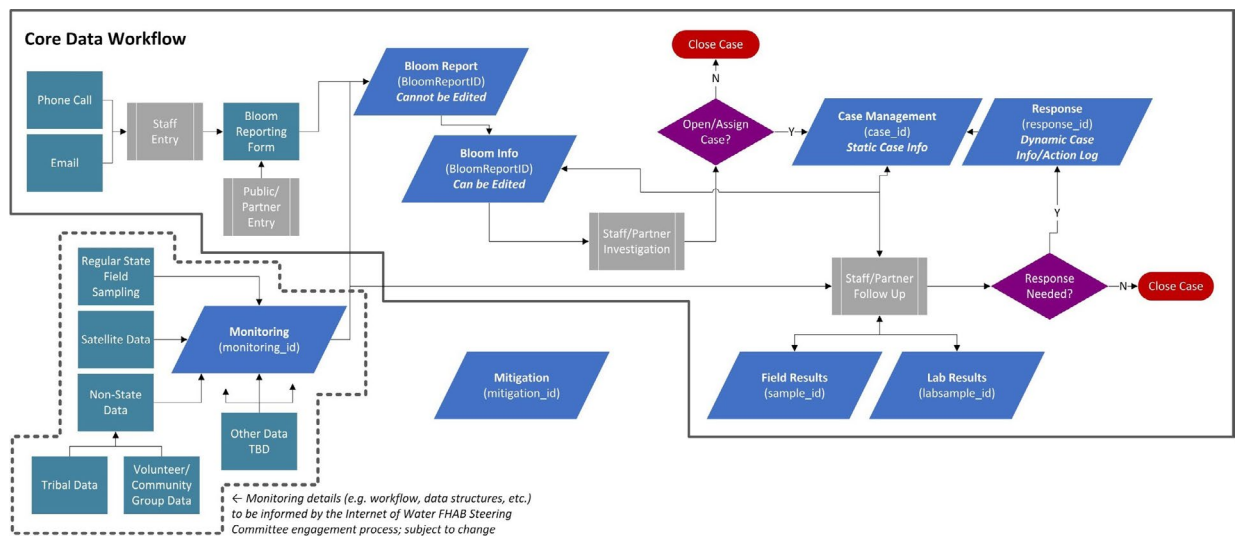 Core Data Workflow
Phone Call
Email
Staff
Entry
Bloom
Reporting
Form
Public/
Partner
Entry
Bloom Report
(BloomReportID)
Cannot be Edited
Bloom Info
(BloomReportID)
Can be Edited
Staff/Partner
Investigation
Close Case
N
Open/Assign
Case?
Y
Case Management
(case_id)
Static Case Info
Response
(response_id)
Dynamic Case
Info/Action Log
Y
Staff/Partner
Follow Up
Response
Needed?
N
Close Case
Field Results
(sample_id)
Lab Results
(labsample_id)
Mitigation
(mitigation_id)
Regular State
Field
Sampling
Satellite Data
Non-State
Data
Monitoring
(monitoring_id)
Other Data
TBD
Tribal Data
Volunteer/
Community
Group Data
← Monitoring details (e.g. workflow, data structures, etc.)
to be informed by the Internet of Water FHAB Steering
Committee engagement process; subject to change